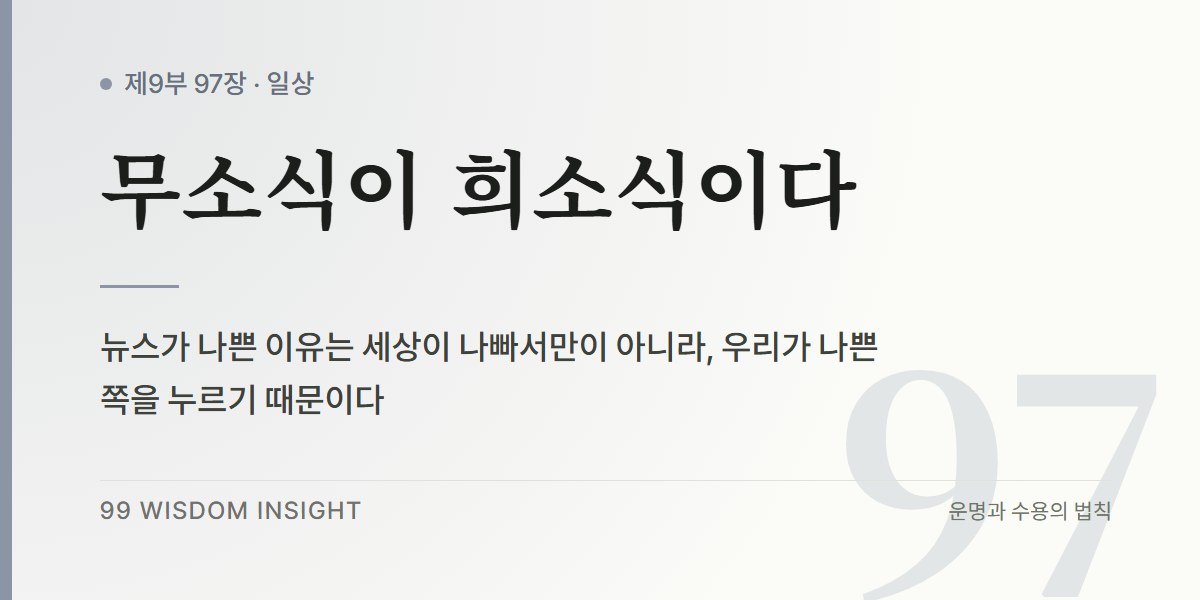 제9부 97장 · 일상
무소식이 희소식이다
뉴스가 나쁜 이유는 세상이 나빠서만이 아니라, 우리가 나쁜
쪽을 누르기 때문이다
99 WISDOM INSIGHT
운명과 수용의 법칙
97